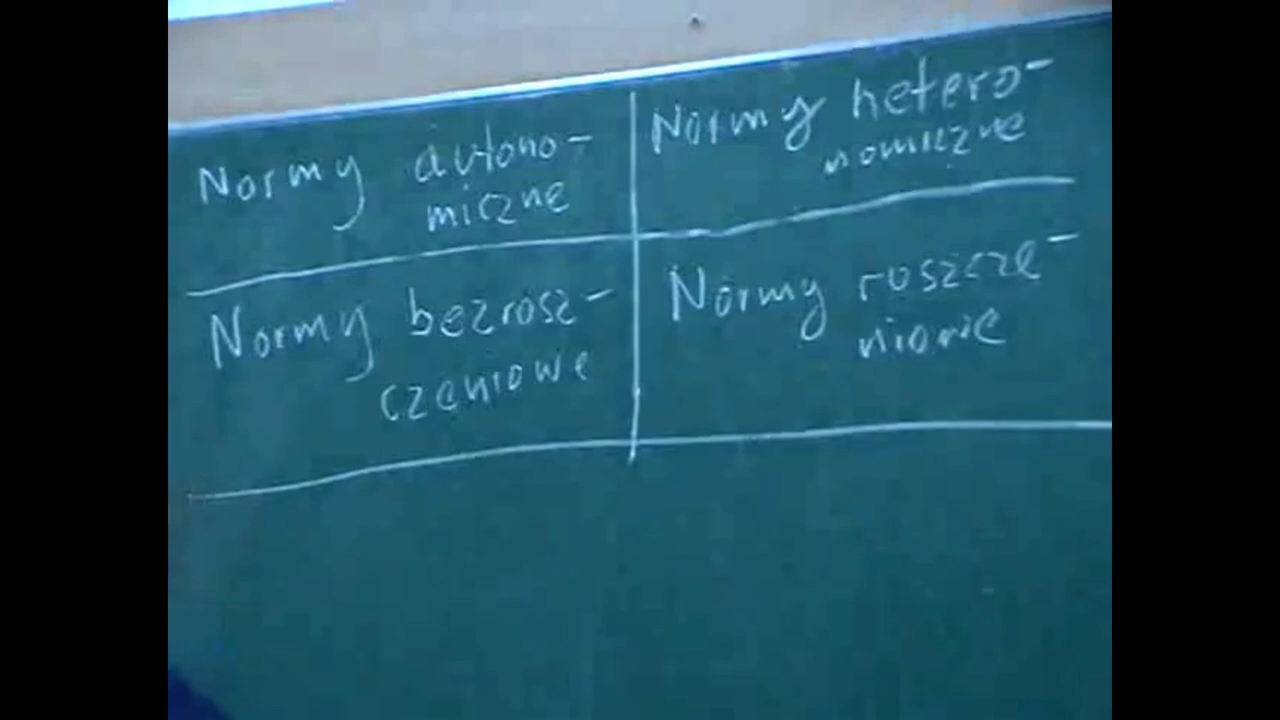 Normy autono-
miczne
Normy hetero-
nomiczne
Normy bezrosz-
czeniowe
Normy roszcze-
niowe